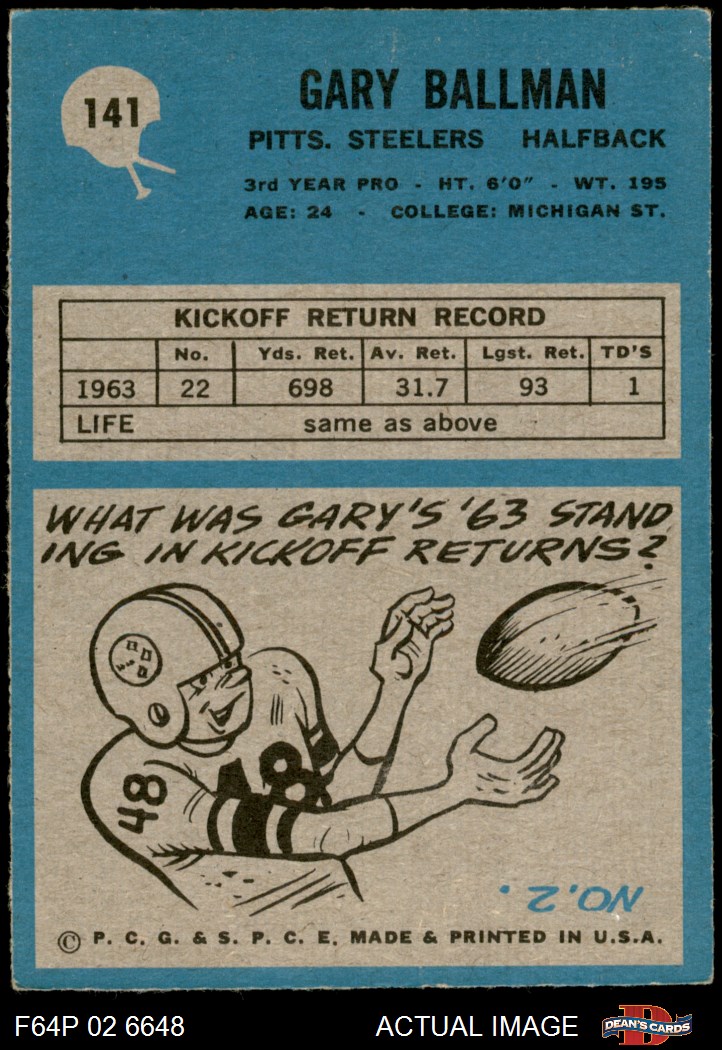 141
GARY BALLMAN
PITTS. STEELERS HALFBACK
3rd YEAR PRO - HT. 6'0" - WT. 195
AGE: 24 - COLLEGE: MICHIGAN ST.
KICKOFF RETURN RECORD
No. Yds. Ret. Av. Ret. Lgst. Ret. TD'S
1963 22 698 31.7 93 1
LIFE same as above
WHAT WAS GARY'S '63 STAND
ING IN KICKOFF RETURNS?
48
48
NO. 2.
© P. C. G. & S. P. C. E. MADE & PRINTED IN U.S.A.
F64P 02 6648 ACTUAL IMAGE D DEAN'S CARDS